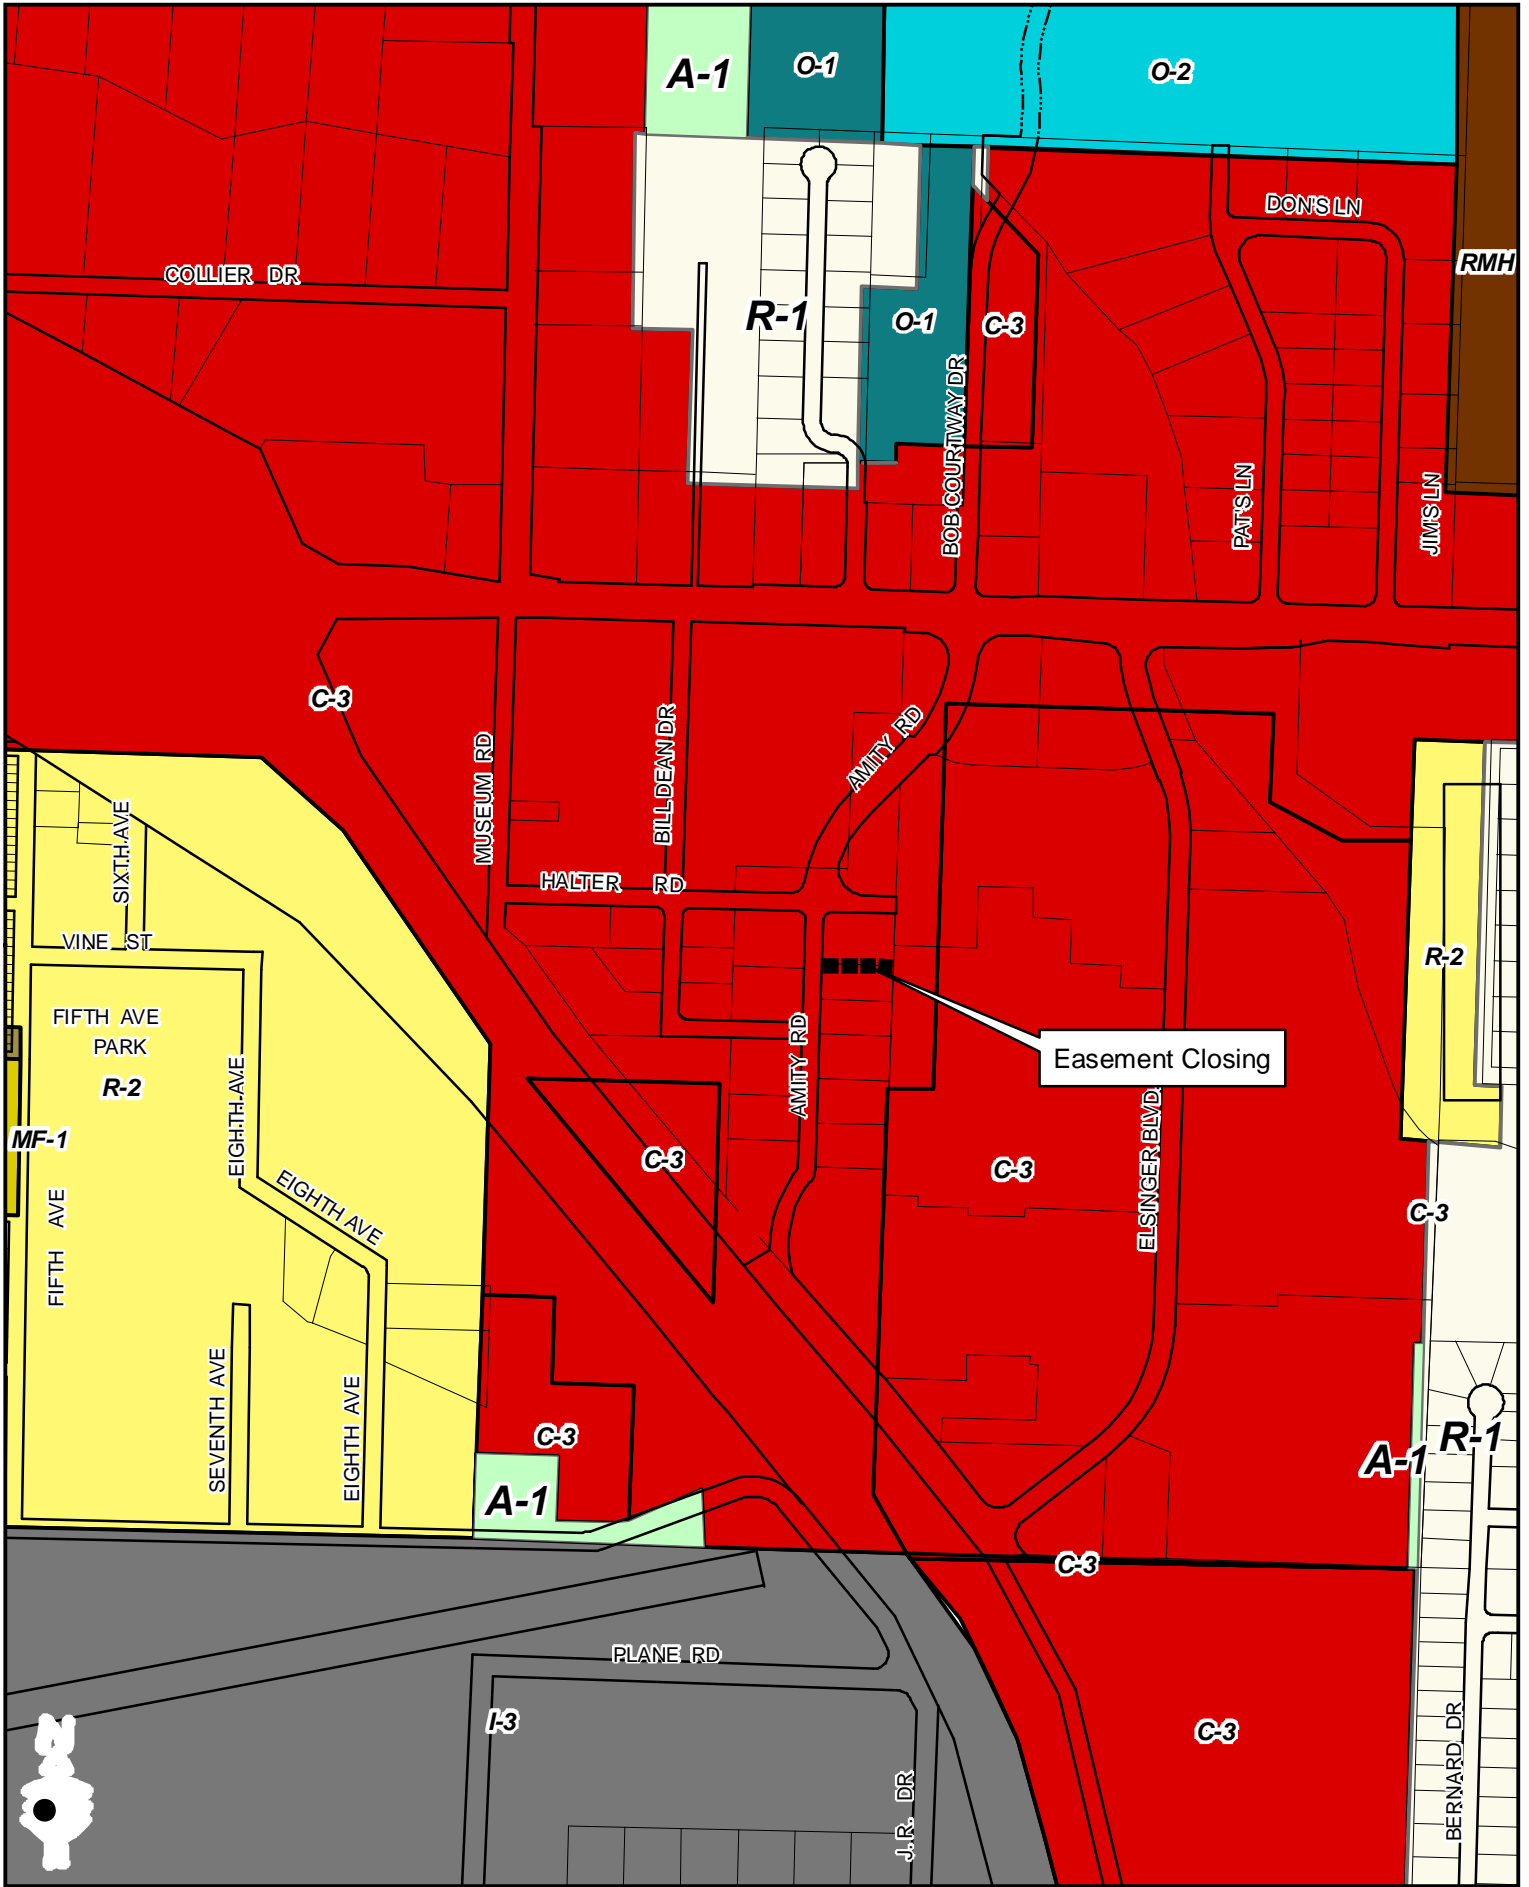 A-1
O-1
O-2
DON'S LN
COLLIER DR
RMH
R-1
O-1
C-3
BOB COURTWAY DR
PAT'S LN
JIM'S LN
C-3
MUSEUM RD
BILL DEAN DR
AMITY RD
SIXTH AVE
HALTER RD
VINE ST
R-2
FIFTH AVE
PARK
R-2
EIGHTH AVE
AMITY RD
Easement Closing
MF-1
C-3
C-3
ELSINGER BLVD.
C-3
FIFTH AVE
EIGHTH AVE
SEVENTH AVE
EIGHTH AVE
C-3
A-1
A-1
R-1
C-3
PLANE RD
I-3
C-3
J.R. DR
BERNARD DR
N